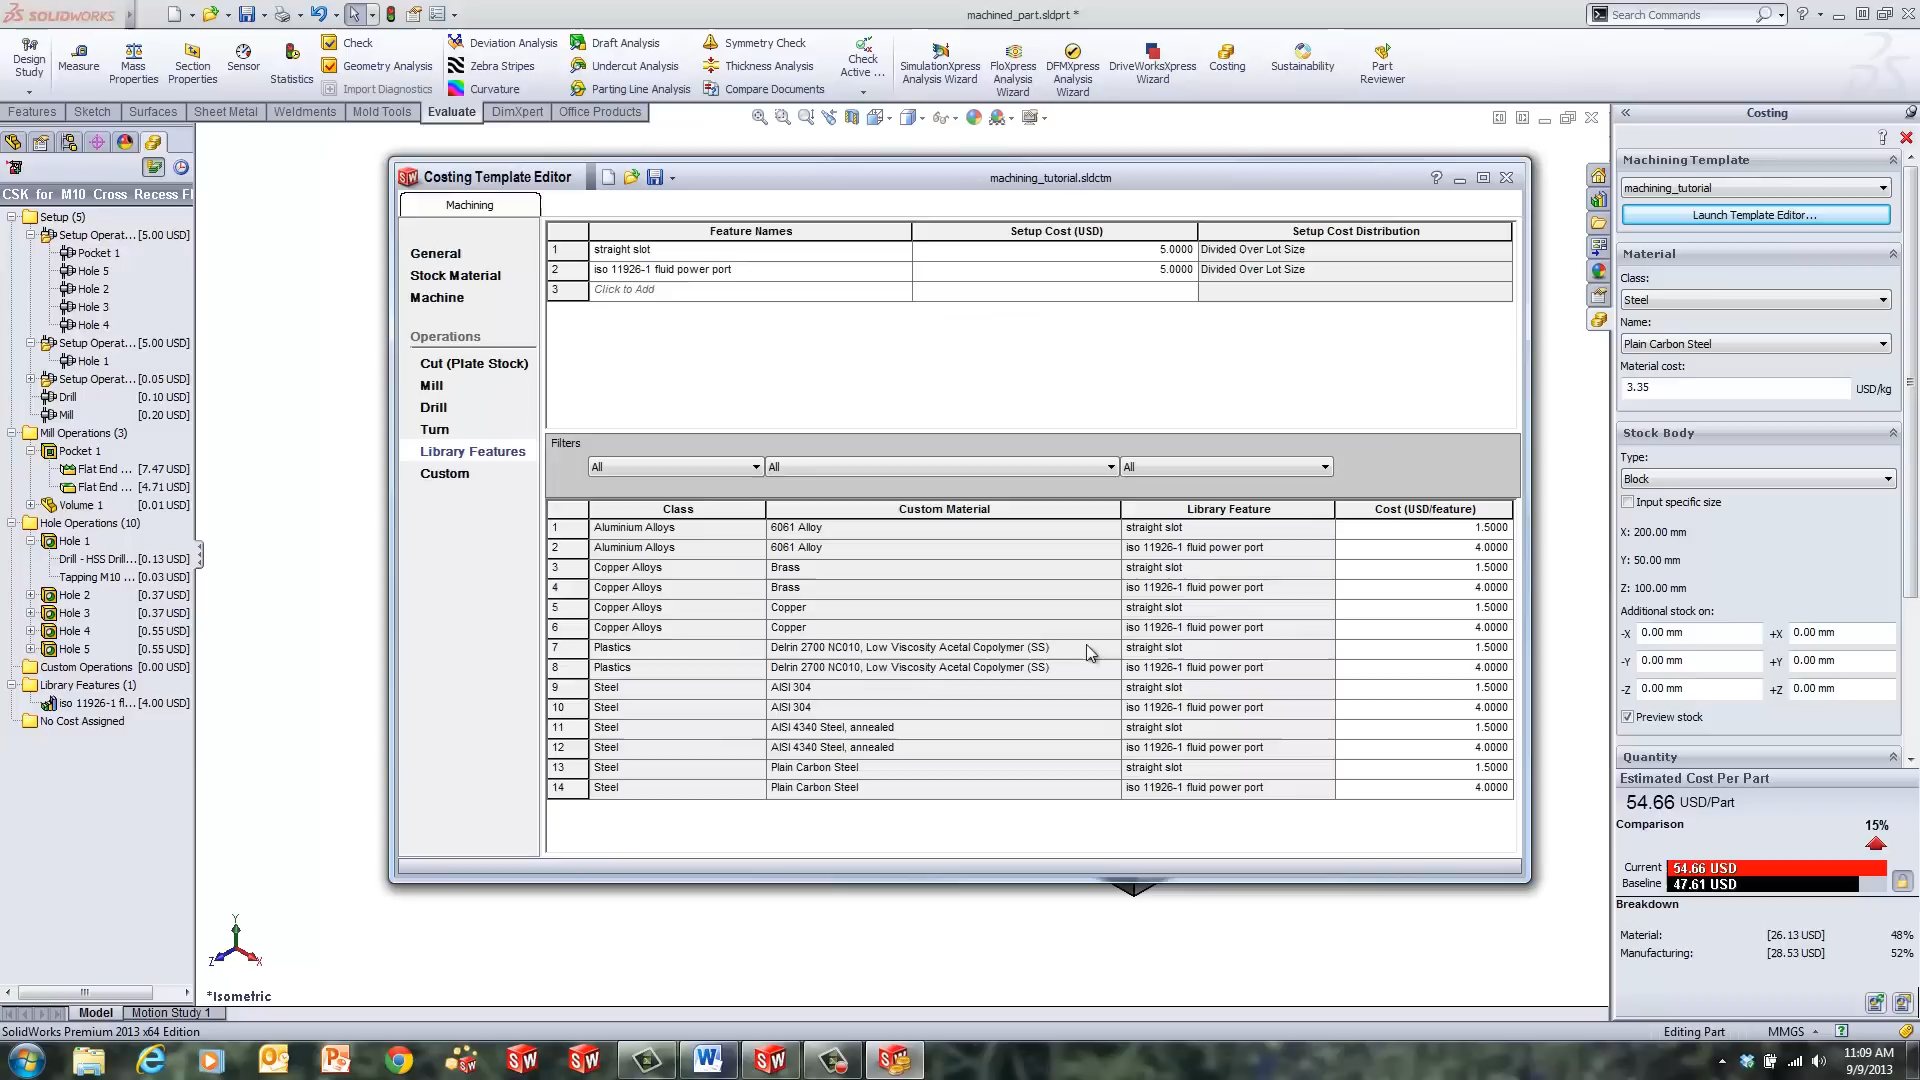 SOLIDWORKS
machined_part.sldprt *
Search Commands
Design Study
Measure
Mass Properties
Section Properties
Sensor
Statistics
Check
Geometry Analysis
Import Diagnostics
Deviation Analysis
Zebra Stripes
Curvature
Draft Analysis
Undercut Analysis
Parting Line Analysis
Symmetry Check
Thickness Analysis
Compare Documents
Check Active ...
SimulationXpress Analysis Wizard
FloXpress Analysis Wizard
DFMXpress Analysis Wizard
DriveWorksXpress Wizard
Costing
Sustainability
Part Reviewer
Features Sketch Surfaces Sheet Metal Weldments Mold Tools Evaluate DimXpert Office Products
CSK for M10 Cross Recess Fl
Setup (5)
Setup Operat... [5.00 USD]
Pocket 1
Hole 5
Hole 2
Hole 3
Hole 4
Setup Operat... [5.00 USD]
Hole 1
Setup Operat... [0.05 USD]
Drill [0.10 USD]
Mill [0.20 USD]
Mill Operations (3)
Pocket 1
Flat End ... [7.47 USD]
Flat End ... [4.71 USD]
Volume 1 [0.01 USD]
Hole Operations (10)
Hole 1
Drill - HSS Drill... [0.13 USD]
Tapping M10 ... [0.03 USD]
Hole 2 [0.37 USD]
Hole 3 [0.37 USD]
Hole 4 [0.55 USD]
Hole 5 [0.55 USD]
Custom Operations [0.00 USD]
Library Features (1)
iso 11926-1 fl... [4.00 USD]
No Cost Assigned
Costing Template Editor
machining_tutorial.sldctm
Machining
General
Stock Material
Machine
Operations
Cut (Plate Stock)
Mill
Drill
Turn
Library Features
Custom
Feature Names Setup Cost (USD) Setup Cost Distribution
1 straight slot 5.0000 Divided Over Lot Size
2 iso 11926-1 fluid power port 5.0000 Divided Over Lot Size
3 Click to Add
Filters
All All All
Class Custom Material Library Feature Cost (USD/feature)
1 Aluminium Alloys 6061 Alloy straight slot 1.5000
2 Aluminium Alloys 6061 Alloy iso 11926-1 fluid power port 4.0000
3 Copper Alloys Brass straight slot 1.5000
4 Copper Alloys Brass iso 11926-1 fluid power port 4.0000
5 Copper Alloys Copper straight slot 1.5000
6 Copper Alloys Copper iso 11926-1 fluid power port 4.0000
7 Plastics Delrin 2700 NC010, Low Viscosity Acetal Copolymer (SS) straight slot 1.5000
8 Plastics Delrin 2700 NC010, Low Viscosity Acetal Copolymer (SS) iso 11926-1 fluid power port 4.0000
9 Steel AISI 304 straight slot 1.5000
10 Steel AISI 304 iso 11926-1 fluid power port 4.0000
11 Steel AISI 4340 Steel, annealed straight slot 1.5000
12 Steel AISI 4340 Steel, annealed iso 11926-1 fluid power port 4.0000
13 Steel Plain Carbon Steel straight slot 1.5000
14 Steel Plain Carbon Steel iso 11926-1 fluid power port 4.0000
Costing
Machining Template
machining_tutorial
Launch Template Editor...
Material
Class:
Steel
Name:
Plain Carbon Steel
Material cost:
3.35 USD/kg
Stock Body
Type:
Block
Input specific size
X: 200.00 mm
Y: 50.00 mm
Z: 100.00 mm
Additional stock on:
-X 0.00 mm +X 0.00 mm
-Y 0.00 mm +Y 0.00 mm
-Z 0.00 mm +Z 0.00 mm
Preview stock
Quantity
Estimated Cost Per Part
54.66 USD/Part
Comparison 15%
Current 54.66 USD
Baseline 47.61 USD
Breakdown
Material: [26.13 USD] 48%
Manufacturing: [28.53 USD] 52%
Y
Z X
*Isometric
Model Motion Study 1
SolidWorks Premium 2013 x64 Edition
Editing Part MMGS
11:09 AM
9/9/2013